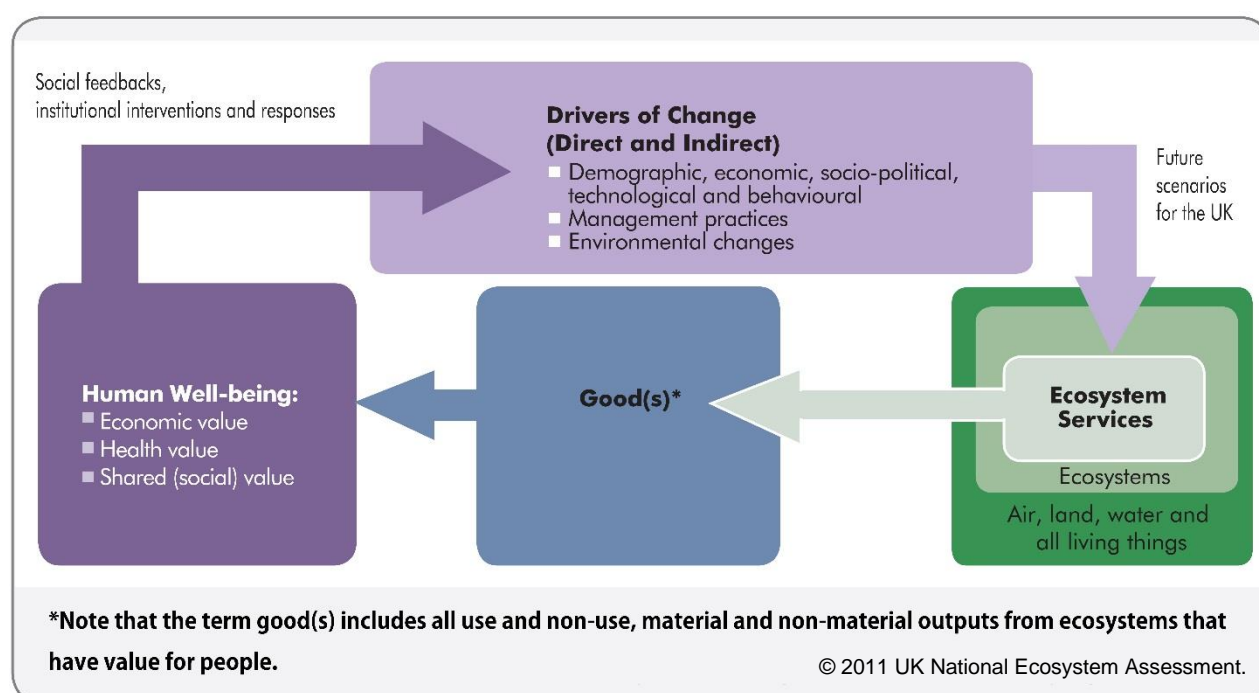 Social feedbacks,
institutional interventions and responses
Drivers of Change
(Direct and Indirect)
Demographic, economic, socio-political,
technological and behavioural
Management practices
Environmental changes
Future
scenarios
for the UK
Human Well-being:
Economic value
Health value
Shared (social) value
Good(s)*
Ecosystem
Services
Ecosystems
Air, land, water and
all living things
*Note that the term good(s) includes all use and non-use, material and non-material outputs from ecosystems that
have value for people.
© 2011 UK National Ecosystem Assessment.